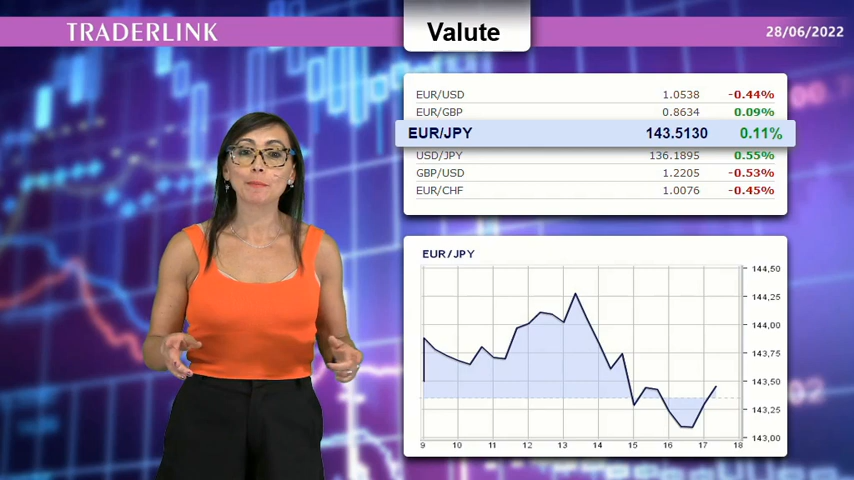 TRADERLINK
Valute
28/06/2022
EUR/USD 1.0538 -0.44%
EUR/GBP 0.8634 0.09%
EUR/JPY 143.5130 0.11%
USD/JPY 136.1895 0.55%
GBP/USD 1.2205 -0.53%
EUR/CHF 1.0076 -0.45%
EUR/JPY
144,50
144,25
144,00
143,75
143,50
143,25
143,00
9 10 11 12 13 14 15 16 17 18